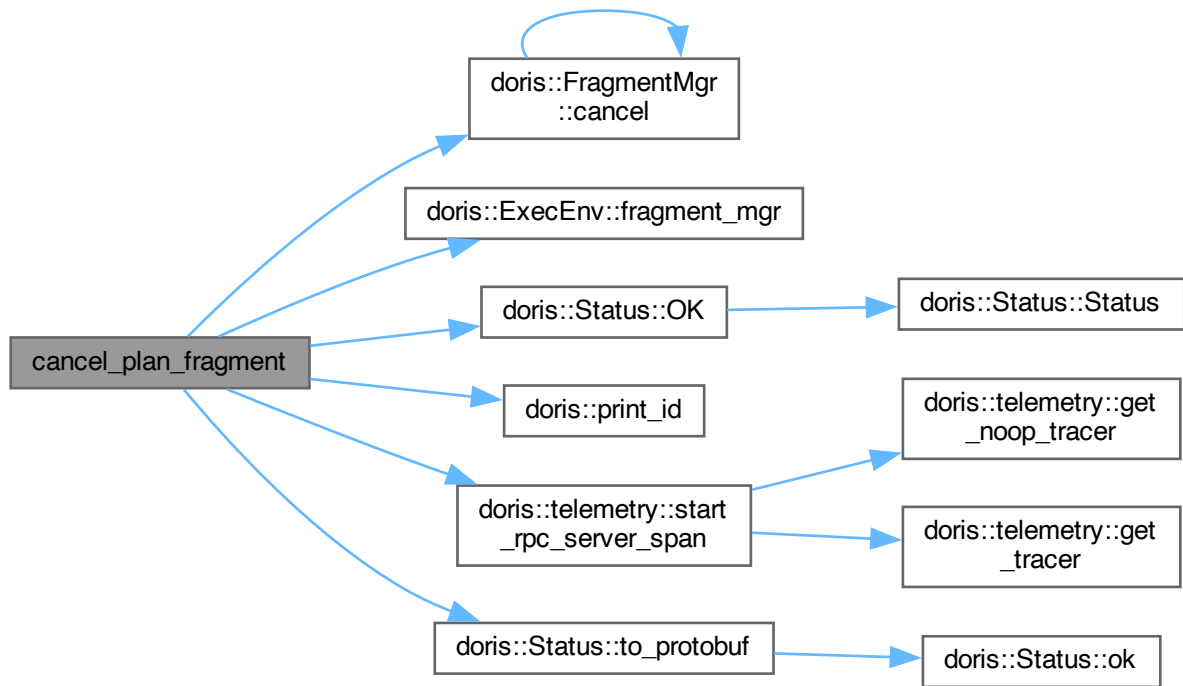 doris::FragmentMgr
::cancel
doris::ExecEnv::fragment_mgr
doris::Status::OK
doris::Status::Status
cancel_plan_fragment
doris::print_id
doris::telemetry::get
_noop_tracer
doris::telemetry::start
_rpc_server_span
doris::telemetry::get
_tracer
doris::Status::to_protobuf
doris::Status::ok